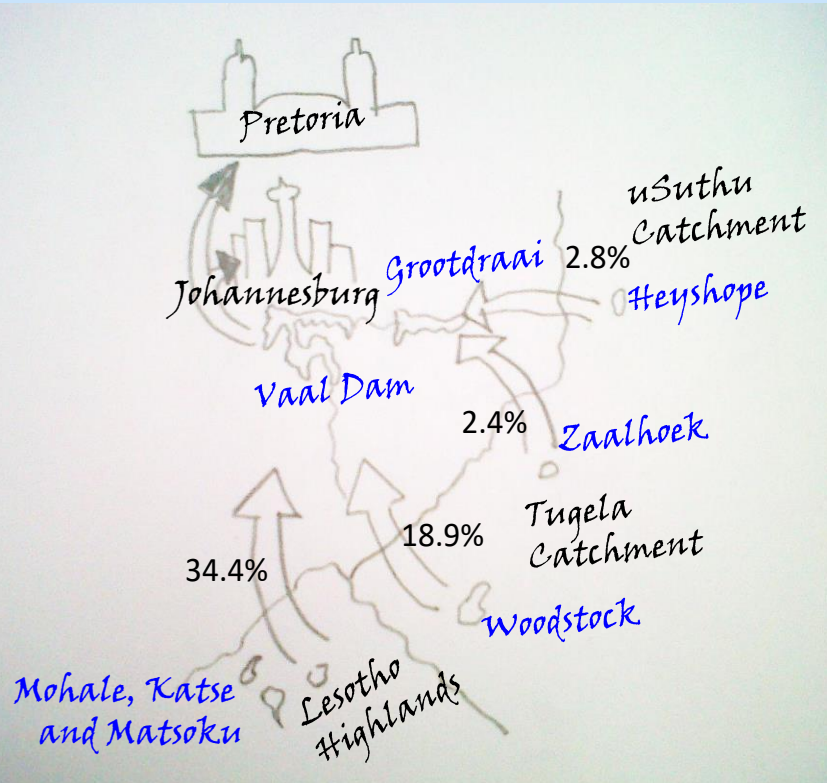 Pretoria
uSuthu
Catchment
Grootdraai
2.8%
Heyshope
Johannesburg
Vaal Dam
2.4%
Zaalhoek
Tugela
Catchment
18.9%
34.4%
Woodstock
Mohale, Katse
and Matsoku
Lesotho
Highlands